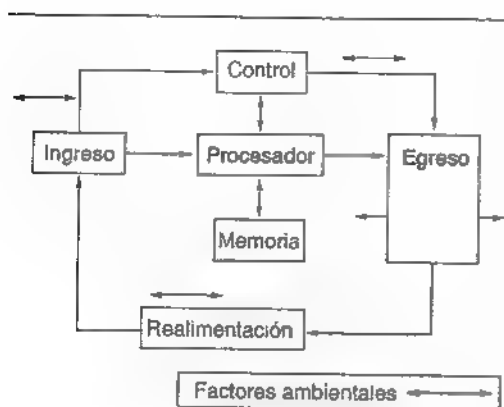 Control
Ingreso
Procesador
Egreso
Memoria
Realimentación
Factores ambientales